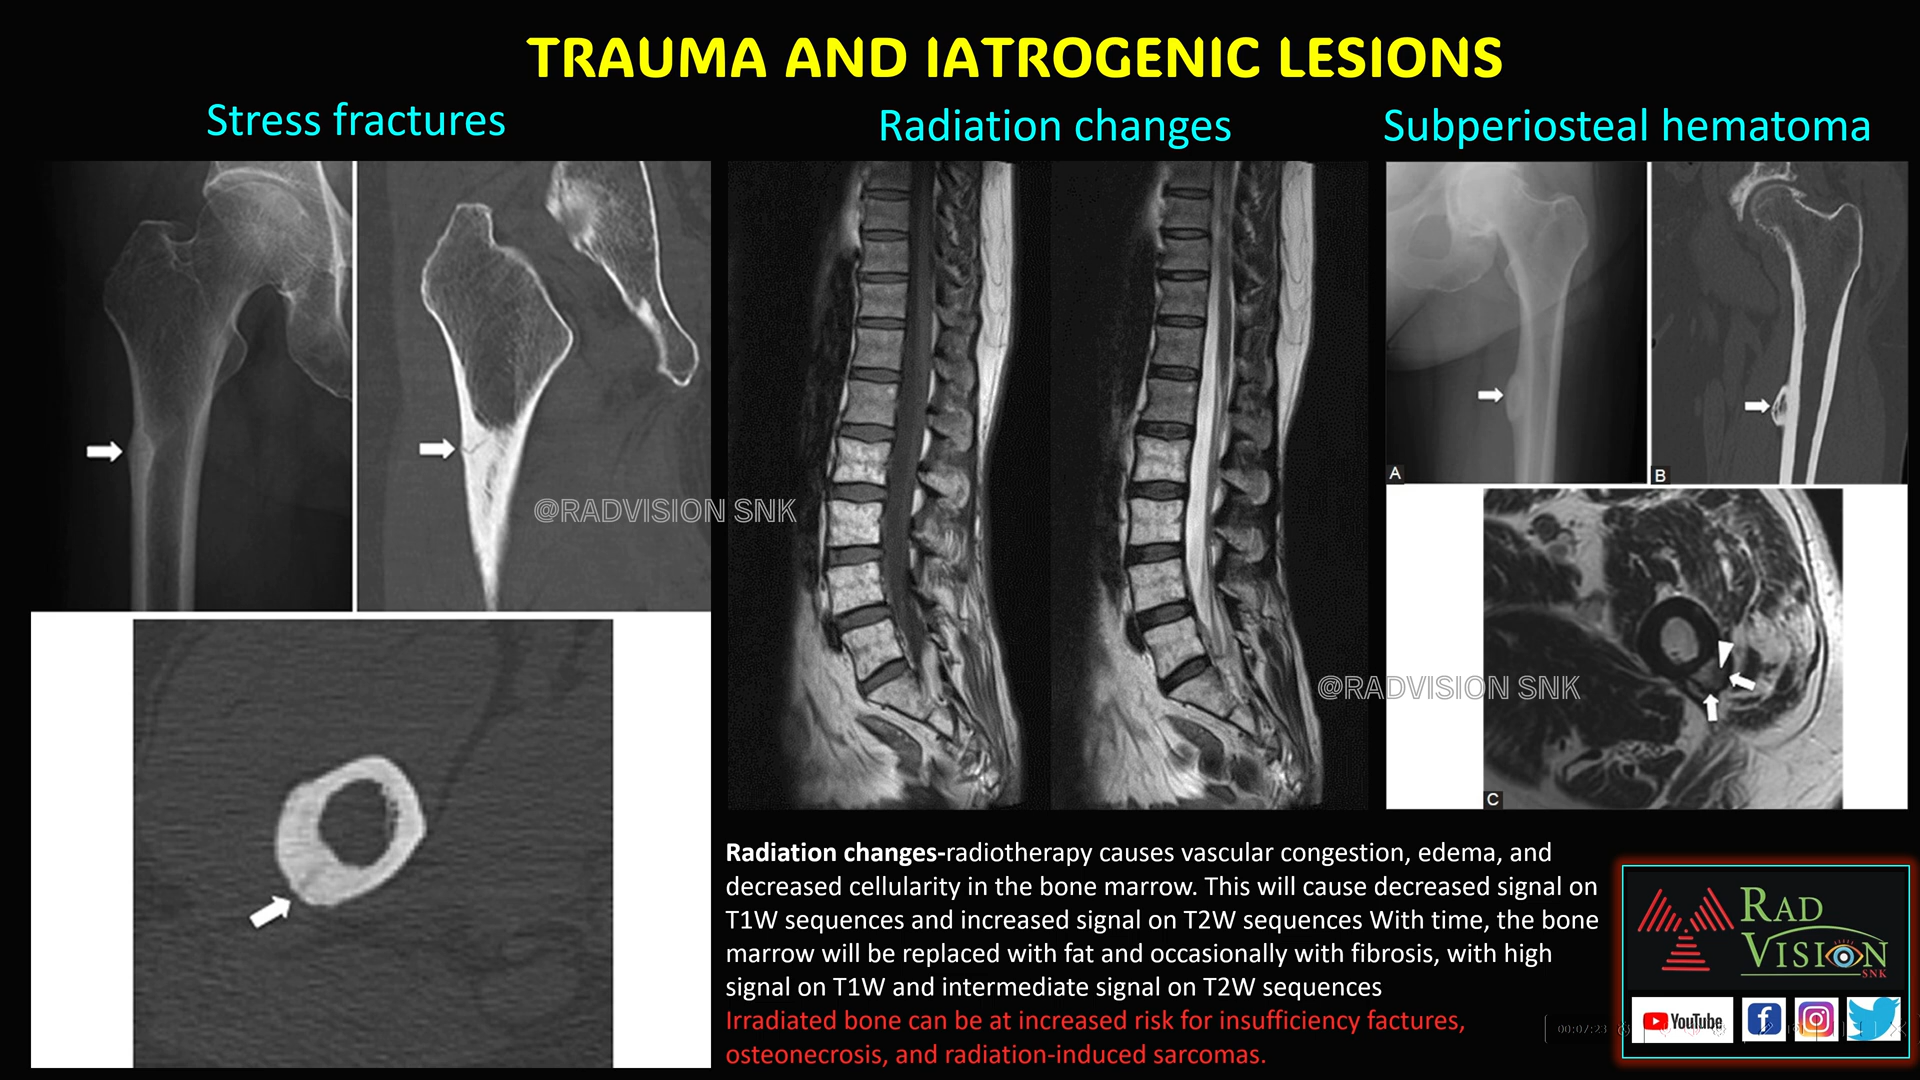 TRAUMA AND IATROGENIC LESIONS
Stress fractures
Radiation changes
Subperiosteal hematoma
A
B
C
@RADVISION SNK
@RADVISION SNK
Radiation changes-radiotherapy causes vascular congestion, edema, and
decreased cellularity in the bone marrow. This will cause decreased signal on
T1W sequences and increased signal on T2W sequences With time, the bone
marrow will be replaced with fat and occasionally with fibrosis, with high
signal on T1W and intermediate signal on T2W sequences
Irradiated bone can be at increased risk for insufficiency factures,
osteonecrosis, and radiation-induced sarcomas.
RAD
VISION
SNK
YouTube
00:07:23